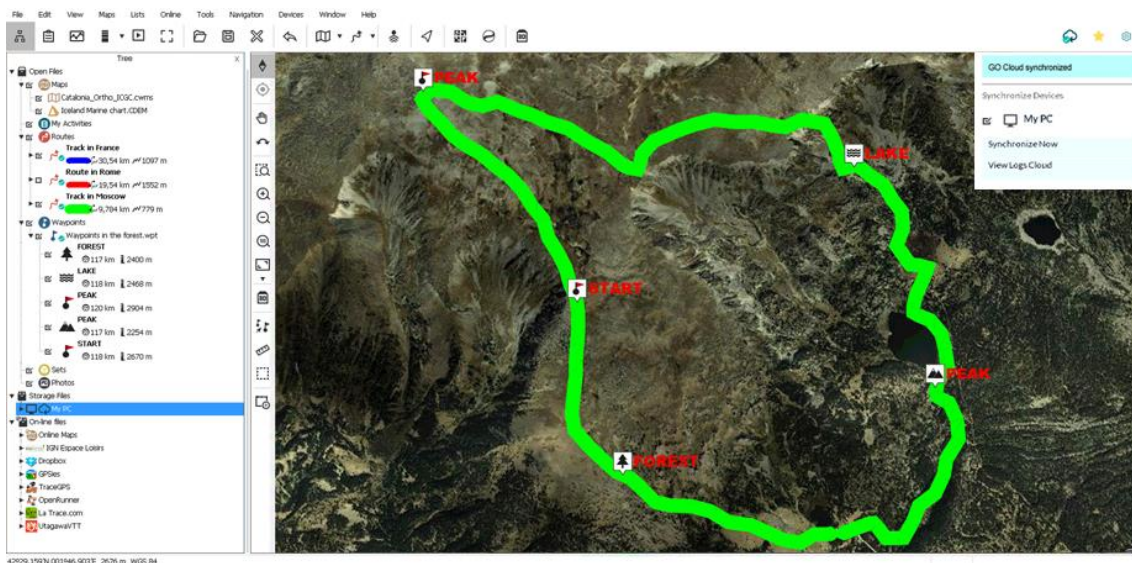 File Edit View Maps Lists Online Tools Navigation Devices Window Help
Tree X
Open Files
Maps
Catalonia_Ortho_ICGC.cwms
Iceland Marine chart.CDEM
My Activities
Routes
Track in France
30,54 km 1097 m
Route in Rome
19,54 km 1552 m
Track in Moscow
9,784 km 779 m
Waypoints
Waypoints in the forest.wpt
FOREST
117 km 2400 m
LAKE
118 km 2468 m
PEAK
120 km 2904 m
PEAK
117 km 2254 m
START
118 km 2670 m
Sets
Photos
Storage Files
My PC
On-line files
Online Maps
IGN Espace Loisirs
Dropbox
GPSies
TraceGPS
OpenRunner
La Trace.com
UtagawaVTT
PEAK
LAKE
START
PEAK
FOREST
GO Cloud synchronized
Synchronize Devices
My PC
Synchronize Now
View Logs Cloud
2676 m, WGS 84